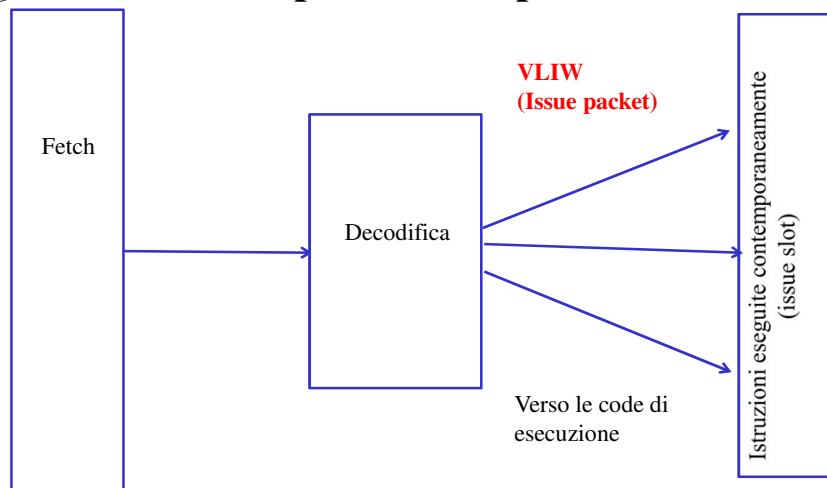 VLIW
(Issue packet)
Fetch
Decodifica
Verso le code di
esecuzione
Istruzioni eseguite contemporaneamente
(issue slot)